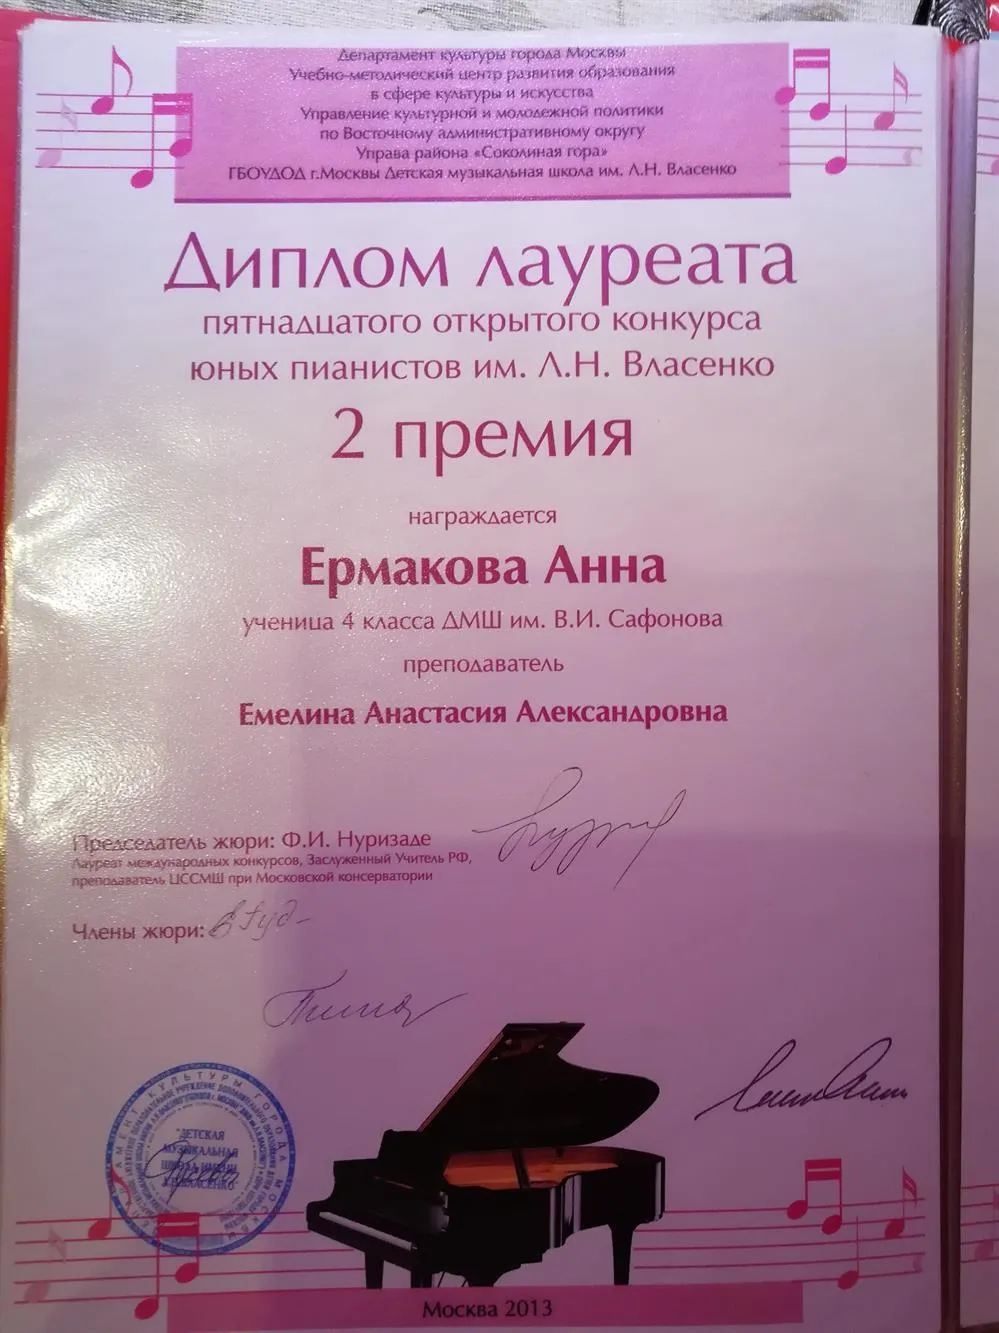 Департамент культуры города Москвы
Учебно-методический центр развития образования
в сфере культуры и искусства
Управление культурной и молодежной политики
по Восточному административному округу
Управа района «Соколиная гора»
ГБОУДОД г.Москвы Детская музыкальная школа им. Л.Н. Власенко
Диплом лауреата
пятнадцатого открытого конкурса
юных пианистов им. Л.Н. Власенко
2 премия
награждается
Ермакова Анна
ученица 4 класса ДМШ им. В.И. Сафонова
преподаватель
Емелина Анастасия Александровна
Председатель жюри: Ф.И. Нуризаде
Лауреат международных конкурсов, Заслуженный Учитель РФ,
преподаватель ЦССМШ при Московской консерватории
Члены жюри:
"ДЕТСКАЯ
МУЗЫКАЛЬНАЯ
ШКОЛА ИМЕНИ
Л.Н.ВЛАСЕНКО"
Москва 2013